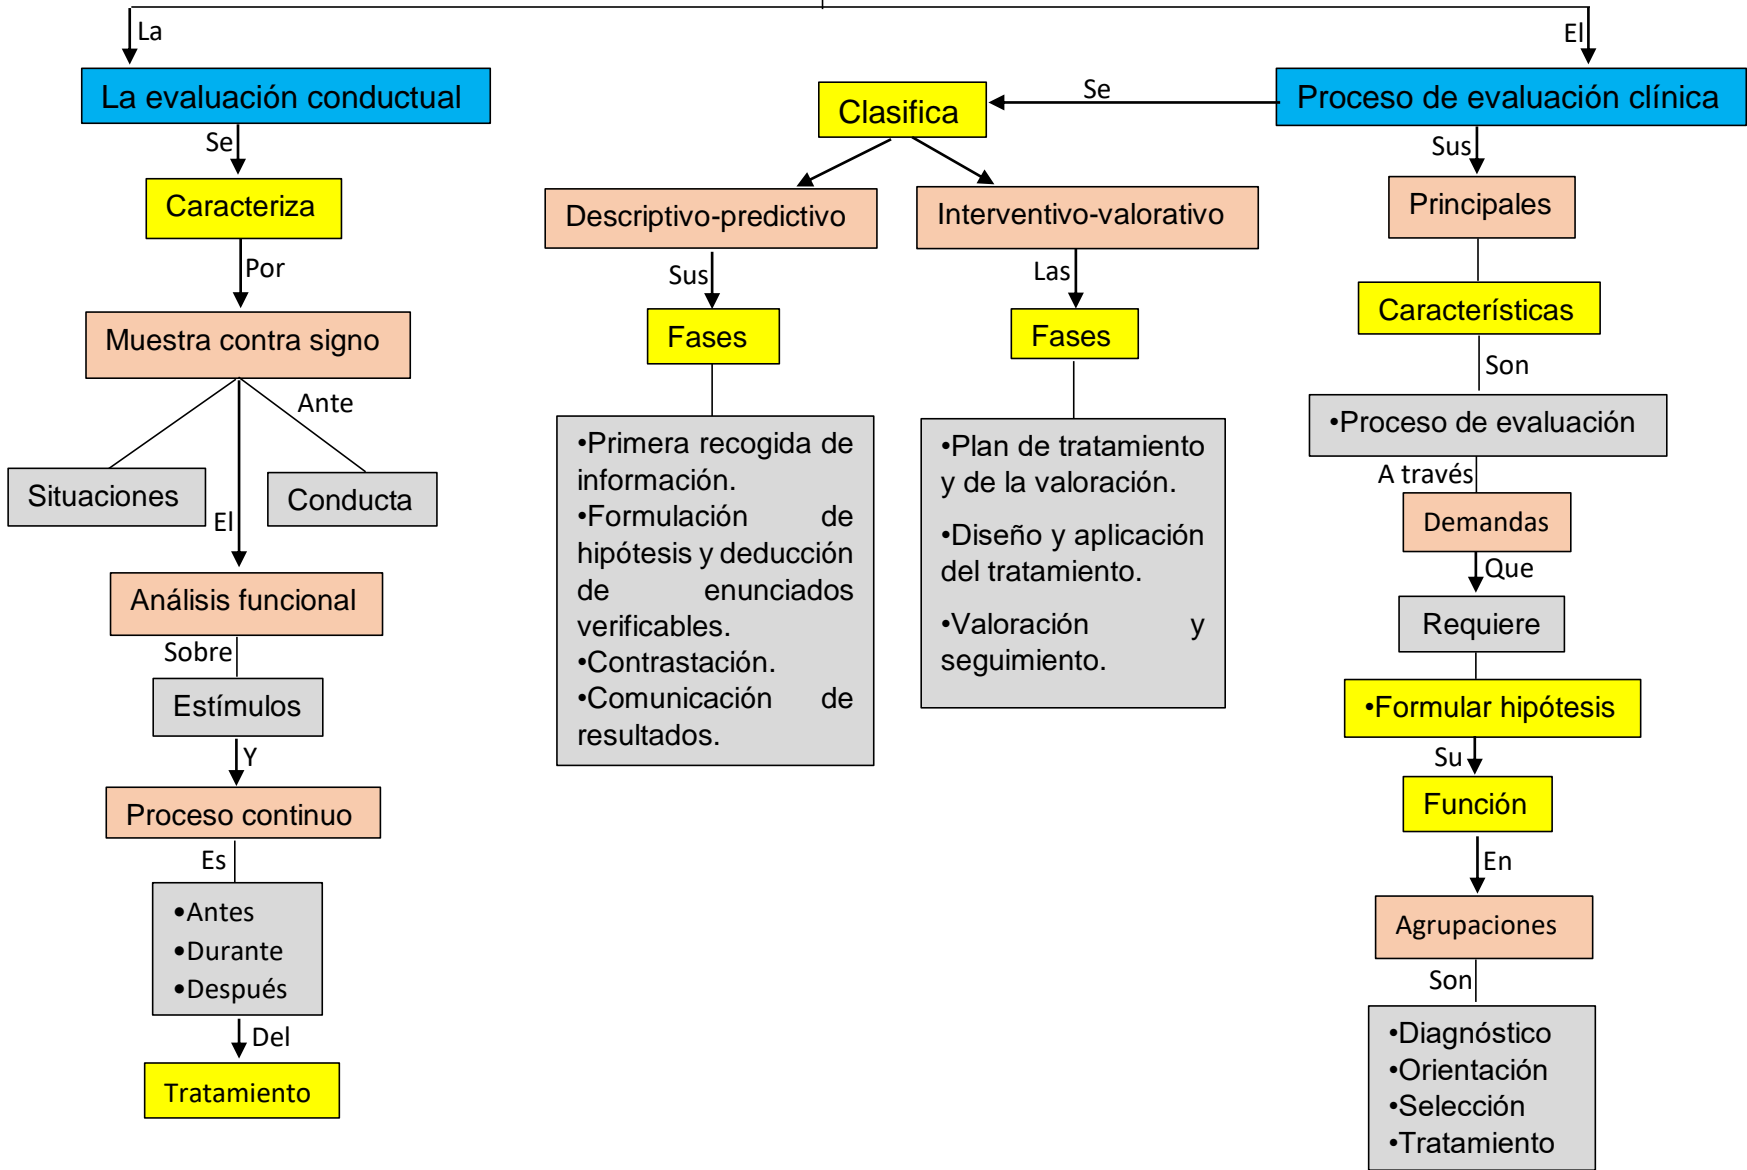 La
La evaluación conductual
Se
Caracteriza
Por
Muestra contra signo
Ante
Situaciones
Conducta
El
Análisis funcional
Sobre
Estímulos
Y
Proceso continuo
Es
•Antes
•Durante
•Después
Del
Tratamiento
El
Proceso de evaluación clínica
Se
Clasifica
Descriptivo-predictivo
Sus
Fases
•Primera recogida de
información.
•Formulación de
hipótesis y deducción
de enunciados
verificables.
•Contrastación.
•Comunicación de
resultados.
Interventivo-valorativo
Las
Fases
•Plan de tratamiento
y de la valoración.
•Diseño y aplicación
del tratamiento.
•Valoración y
seguimiento.
Sus
Principales
Características
Son
•Proceso de evaluación
A través
Demandas
Que
Requiere
•Formular hipótesis
Su
Función
En
Agrupaciones
Son
•Diagnóstico
•Orientación
•Selección
•Tratamiento